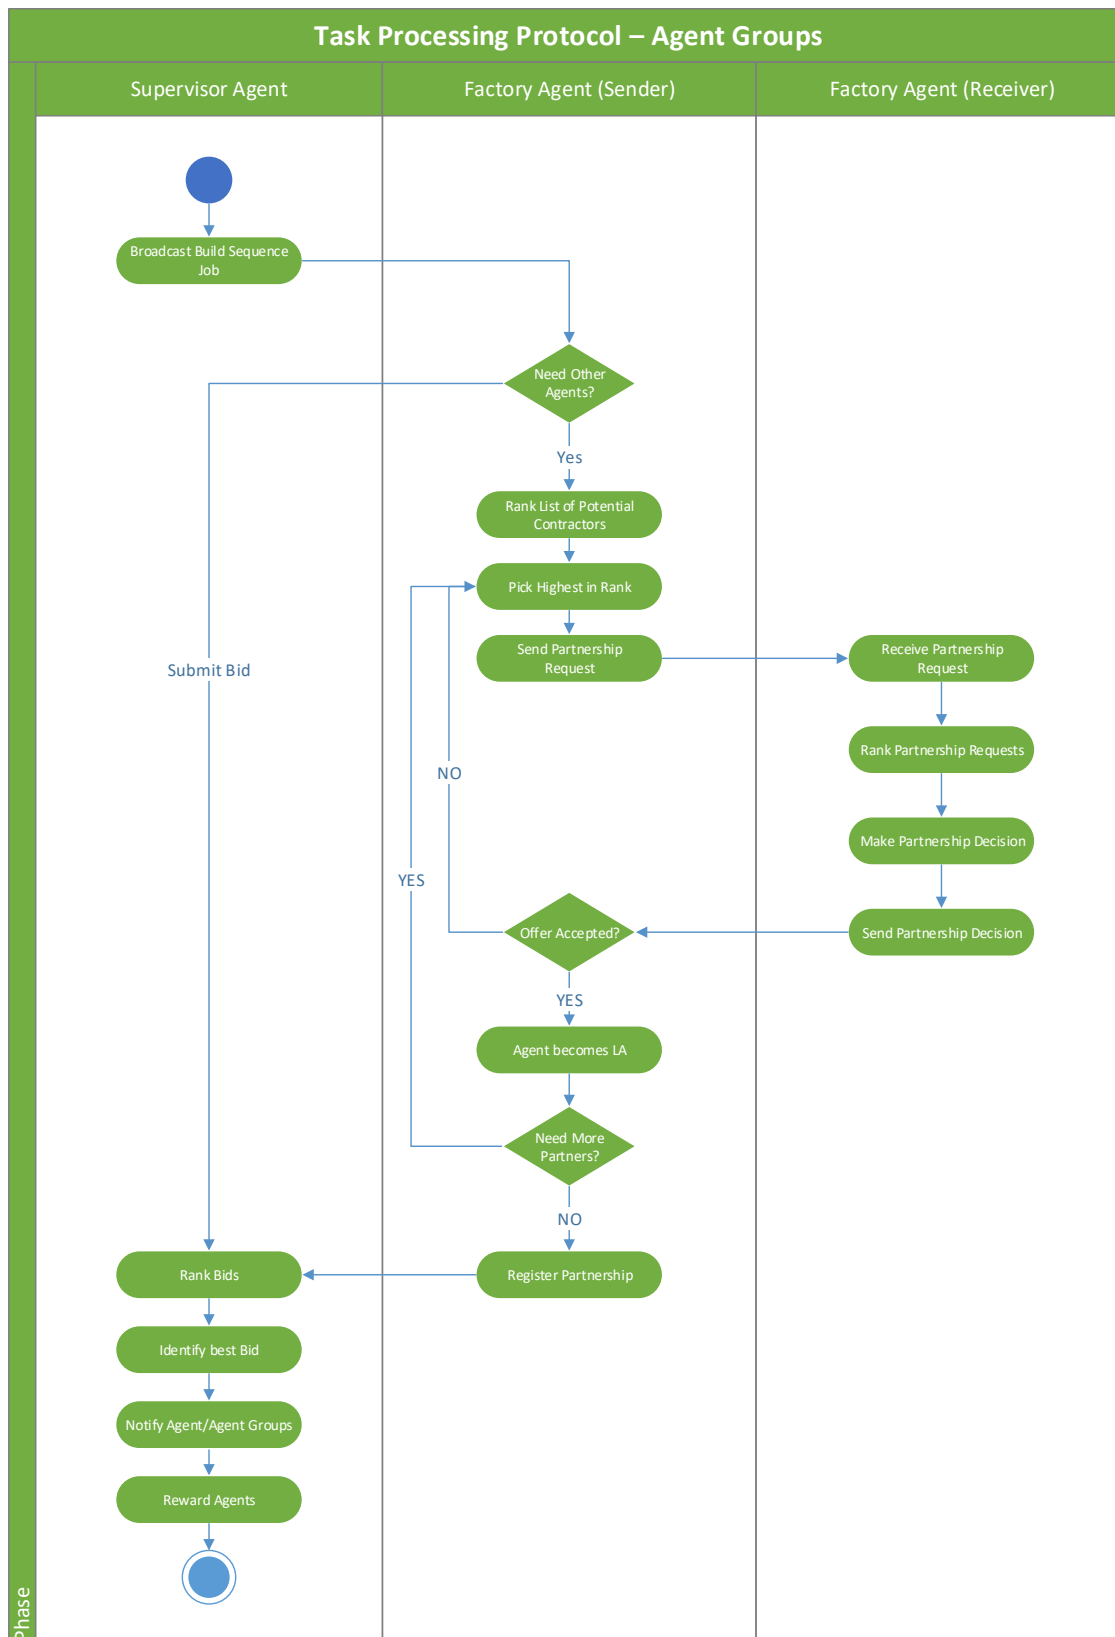 Task Processing Protocol – Agent Groups
Supervisor Agent
Factory Agent (Sender)
Factory Agent (Receiver)
Broadcast Build Sequence
Job
Need Other
Agents?
Yes
Rank List of Potential
Contractors
Pick Highest in Rank
Send Partnership
Request
Receive Partnership
Request
Submit Bid
Rank Partnership Requests
NO
Make Partnership Decision
YES
Offer Accepted?
Send Partnership Decision
YES
Agent becomes LA
Need More
Partners?
NO
Rank Bids
Register Partnership
Identify best Bid
Notify Agent/Agent Groups
Reward Agents
Phase